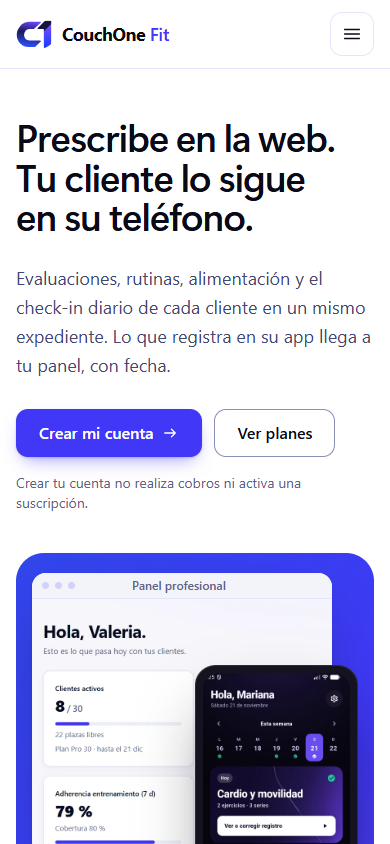 CouchOne Fit
Prescribe en la web.
Tu cliente lo sigue
en su teléfono.
Evaluaciones, rutinas, alimentación y el
check-in diario de cada cliente en un mismo
expediente. Lo que registra en su app llega a
tu panel, con fecha.
Crear mi cuenta →
Ver planes
Crear tu cuenta no realiza cobros ni activa una
suscripción.
Panel profesional
Hola, Valeria.
Esto es lo que pasa hoy con tus clientes.
Clientes activos
8 / 30
22 plazas libres
Plan Pro 30 · hasta el 21 dic
Adherencia entrenamiento (7 d)
79 %
Cobertura 80 %
Hola, Mariana
Sábado 21 de noviembre
Esta semana
L M M J V S D
16 17 18 19 20 21 22
Hoy
Cardio y movilidad
2 ejercicios · 3 series
Ver o corregir registro